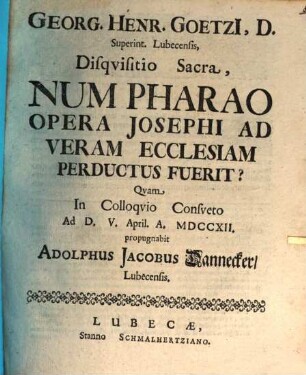 GEORG. HENR. GOETZI, D.
Superint. Lubecensis,
Disqvisitio Sacra,
NUM PHARAO
OPERA JOSEPHI AD
VERAM ECCLESIAM
PERDUCTUS FUERIT?
Qvam
In Colloqvio Consveto
Ad D. V. April. A. MDCCXII.
propugnabit
ADOLPHUS JACOBUS Dannecker/
Lubecensis.
LUBECÆ,
Stanno SCHMALHERTZIANO.